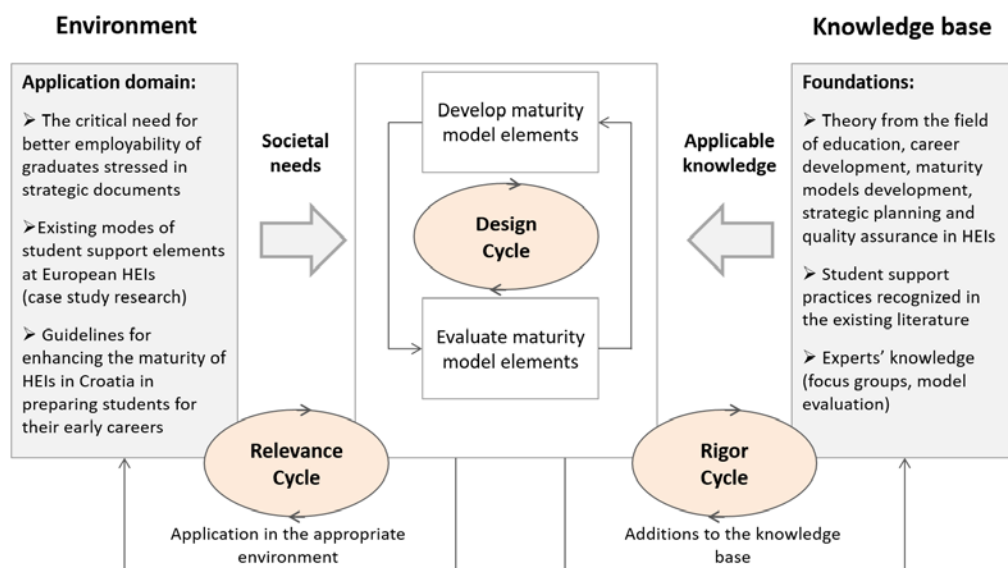 Environment
Application domain:
➢ The critical need for
better employability of
graduates stressed in
strategic documents
➢Existing modes of
student support elements
at European HEIs
(case study research)
➢ Guidelines for
enhancing the maturity of
HEIs in Croatia in
preparing students for
their early careers
Societal
needs
Develop maturity
model elements
Design
Cycle
Evaluate maturity
model elements
Applicable
knowledge
Knowledge base
Foundations:
➢ Theory from the field
of education, career
development, maturity
models development,
strategic planning and
quality assurance in HEIs
➢ Student support
practices recognized in
the existing literature
➢ Experts’ knowledge
(focus groups, model
evaluation)
Relevance
Cycle
Application in the appropriate
environment
Rigor
Cycle
Additions to the knowledge
base